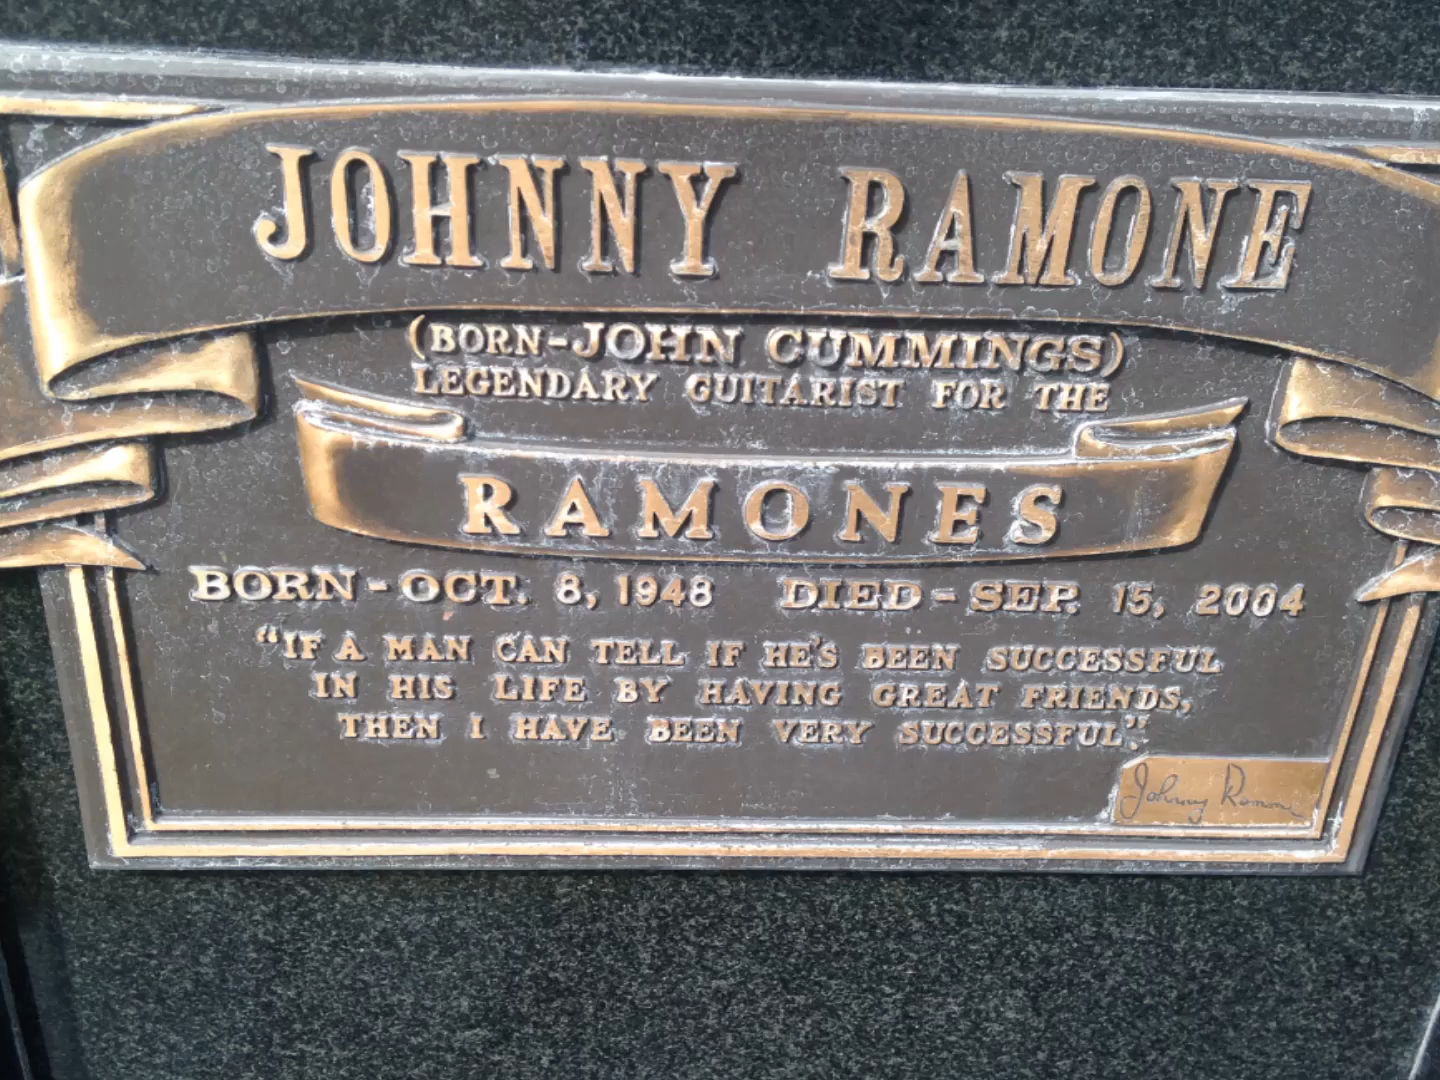 JOHNNY RAMONE
(BORN-JOHN CUMMINGS)
LEGENDARY GUITARIST FOR THE
RAMONES
BORN-OCT. 8, 1948 DIED-SEP. 15, 2004
"IF A MAN CAN TELL IF HE'S BEEN SUCCESSFUL
IN HIS LIFE BY HAVING GREAT FRIENDS,
THEN I HAVE BEEN VERY SUCCESSFUL".
Johnny Ramone